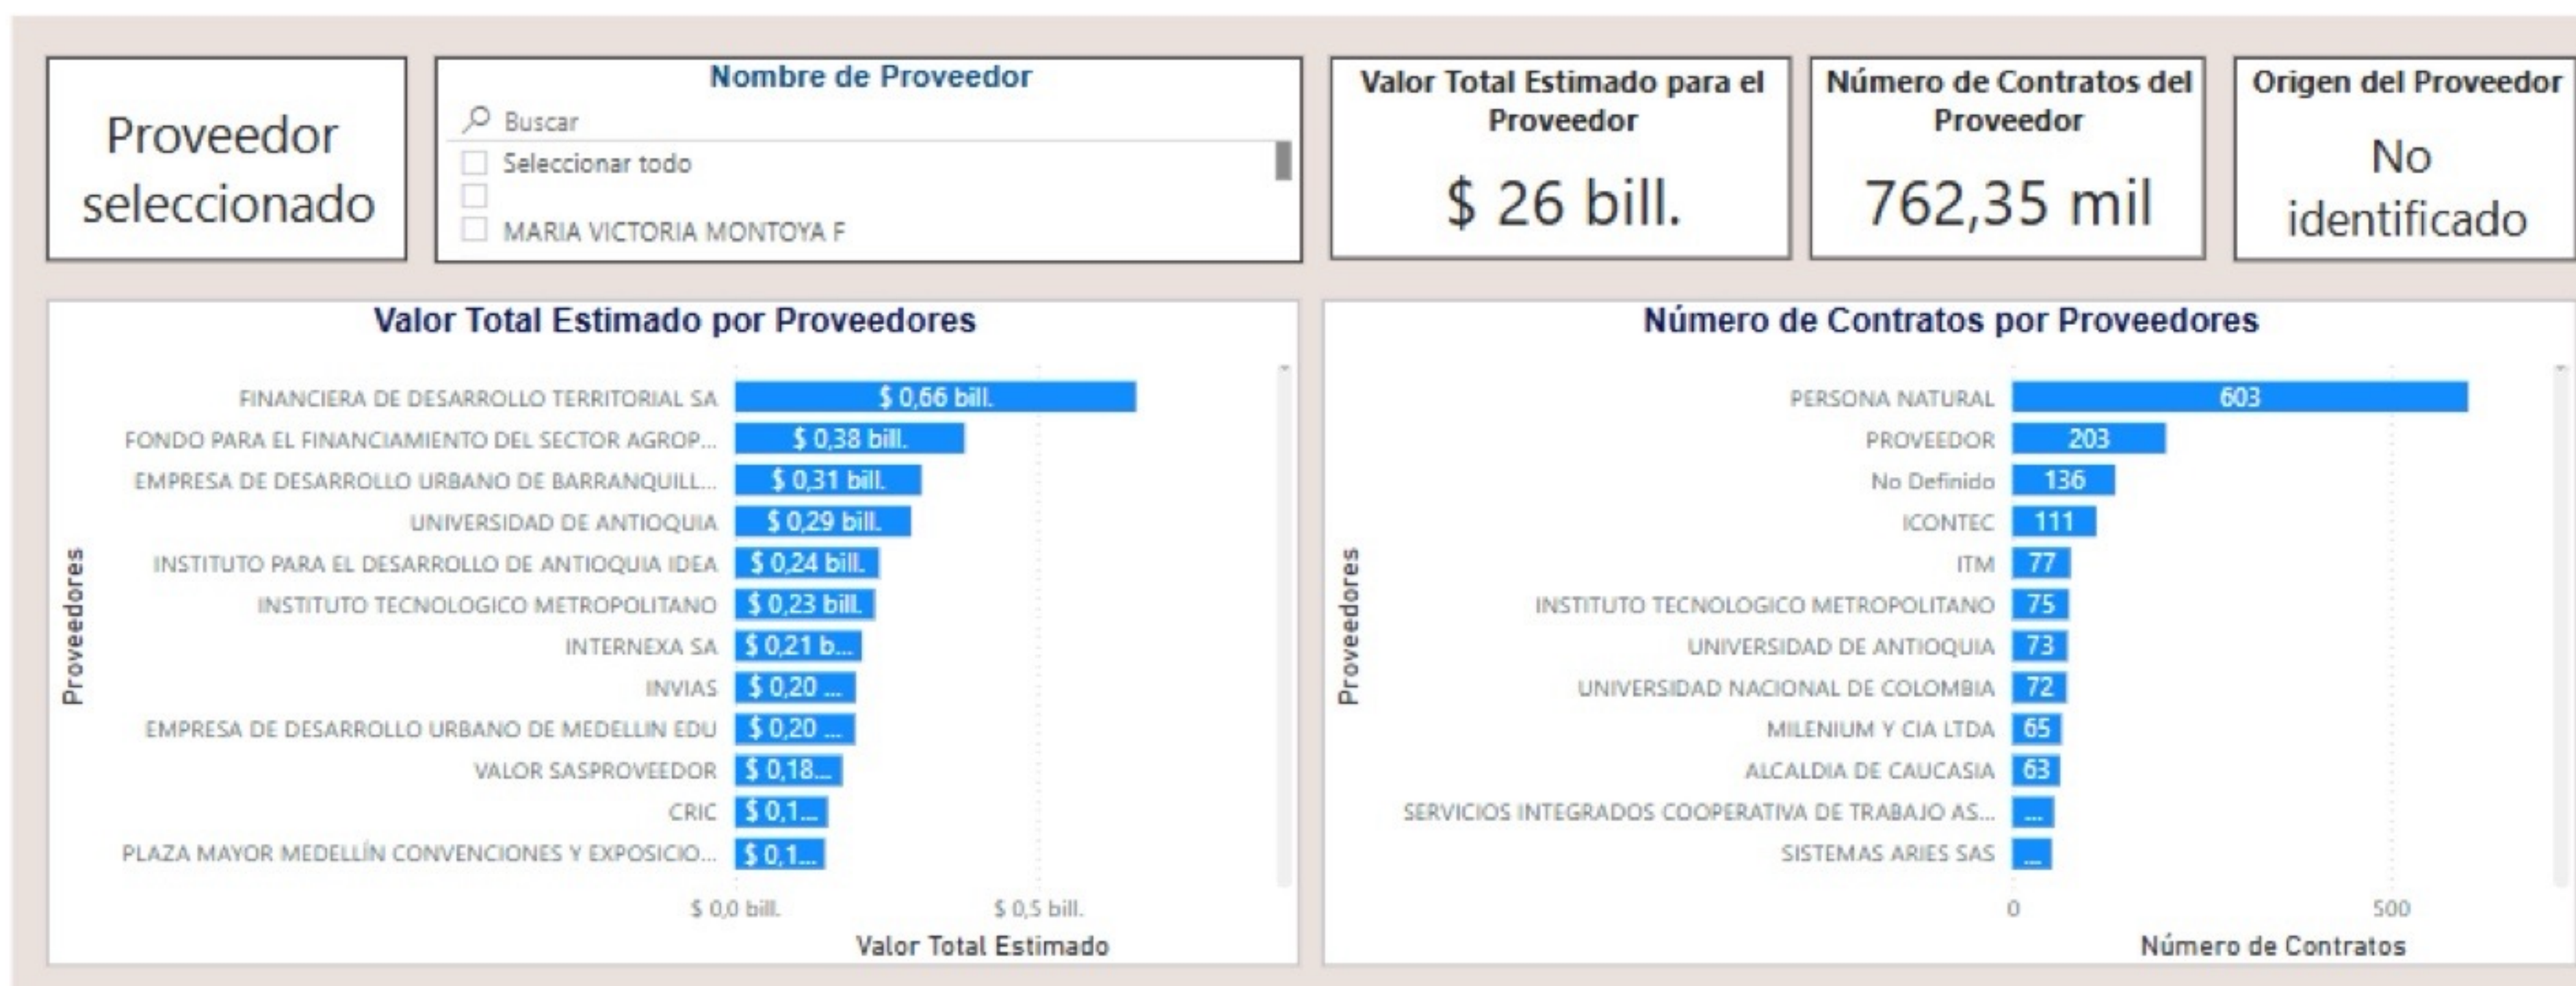 Proveedor
seleccionado
Nombre de Proveedor
Buscar
Seleccionar todo
MARIA VICTORIA MONTOYA F
Valor Total Estimado para el
Proveedor
$ 26 bill.
Número de Contratos del
Proveedor
762,35 mil
Origen del Proveedor
No
identificado
Valor Total Estimado por Proveedores
Proveedores
FINANCIERA DE DESARROLLO TERRITORIAL SA $ 0,66 bill.
FONDO PARA EL FINANCIAMIENTO DEL SECTOR AGROP... $ 0,38 bill.
EMPRESA DE DESARROLLO URBANO DE BARRANQUILL... $ 0,31 bill.
UNIVERSIDAD DE ANTIOQUIA $ 0,29 bill.
INSTITUTO PARA EL DESARROLLO DE ANTIOQUIA IDEA $ 0,24 bill.
INSTITUTO TECNOLOGICO METROPOLITANO $ 0,23 bill.
INTERNEXA SA $ 0,21 b...
INVIAS $ 0,20 ...
EMPRESA DE DESARROLLO URBANO DE MEDELLIN EDU $ 0,20 ...
VALOR SASPROVEEDOR $ 0,18...
CRIC $ 0,1...
PLAZA MAYOR MEDELLÍN CONVENCIONES Y EXPOSICIO... $ 0,1...
$ 0,0 bill. $ 0,5 bill.
Valor Total Estimado
Número de Contratos por Proveedores
Proveedores
PERSONA NATURAL 603
PROVEEDOR 203
No Definido 136
ICONTEC 111
ITM 77
INSTITUTO TECNOLOGICO METROPOLITANO 75
UNIVERSIDAD DE ANTIOQUIA 73
UNIVERSIDAD NACIONAL DE COLOMBIA 72
MILENIUM Y CIA LTDA 65
ALCALDIA DE CAUCASIA 63
SERVICIOS INTEGRADOS COOPERATIVA DE TRABAJO AS... ...
SISTEMAS ARIES SAS ...
0 500
Número de Contratos